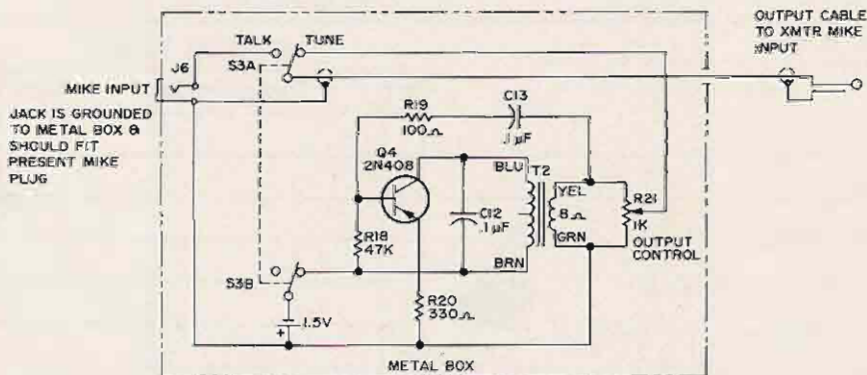 OUTPUT CABLE
TO XMTR MIKE
INPUT
TALK
TUNE
J6
S3A
MIKE INPUT
JACK IS GROUNDED
TO METAL BOX &
SHOULD FIT
PRESENT MIKE
PLUG
R19
100Ω
C13
.1µF
Q4
2N408
BLU
T2
YEL
R21
C12
.1µF
8Ω
1K
R18
47K
GRN
OUTPUT
CONTROL
BRN
S3B
R20
330Ω
1.5V
+
METAL BOX